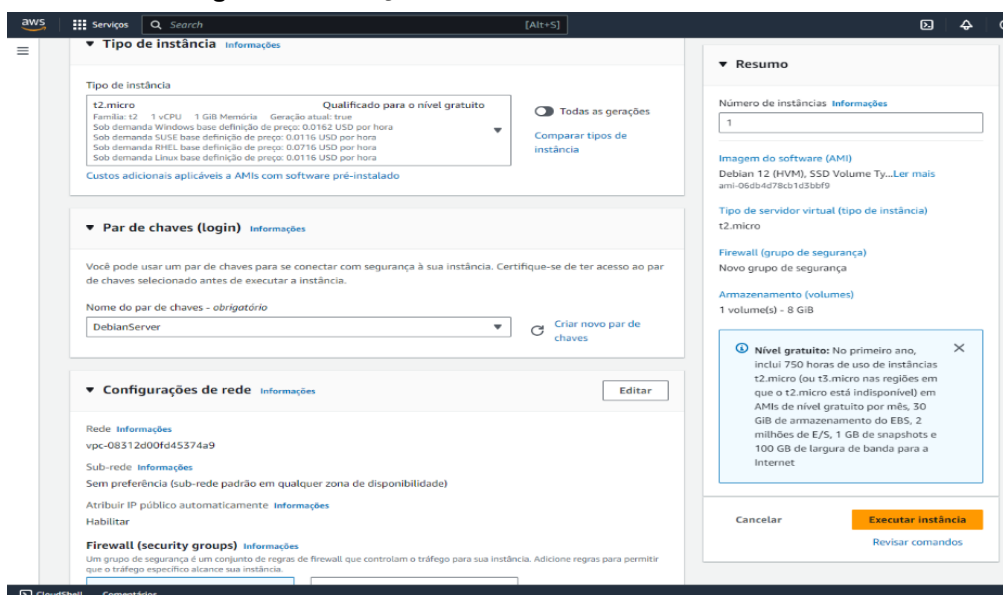 aws
Serviços
Search
[Alt+S]
Tipo de instância Informações
Tipo de instância
t2.micro Qualificado para o nível gratuito
Família: t2 1 vCPU 1 GiB Memória Geração atual: true
Sob demanda Windows base definição de preço: 0.0162 USD por hora
Sob demanda SUSE base definição de preço: 0.0116 USD por hora
Sob demanda RHEL base definição de preço: 0.0716 USD por hora
Sob demanda Linux base definição de preço: 0.0116 USD por hora
Todas as gerações
Comparar tipos de
instância
Custos adicionais aplicáveis a AMIs com software pré-instalado
Par de chaves (login) Informações
Você pode usar um par de chaves para se conectar com segurança à sua instância. Certifique-se de ter acesso ao par
de chaves selecionado antes de executar a instância.
Nome do par de chaves - obrigatório
DebianServer
Criar novo par de
chaves
Configurações de rede Informações
Editar
Rede Informações
vpc-08312d00fd45374a9
Sub-rede Informações
Sem preferência (sub-rede padrão em qualquer zona de disponibilidade)
Atribuir IP público automaticamente Informações
Habilitar
Firewall (security groups) Informações
Um grupo de segurança é um conjunto de regras de firewall que controlam o tráfego para sua instância. Adicione regras para permitir
que o tráfego específico alcance sua instância.
Resumo
Número de instâncias Informações
1
Imagem do software (AMI)
Debian 12 (HVM), SSD Volume Ty...Ler mais
ami-06db4d78cb1d3bbf9
Tipo de servidor virtual (tipo de instância)
t2.micro
Firewall (grupo de segurança)
Novo grupo de segurança
Armazenamento (volumes)
1 volume(s) - 8 GiB
Nível gratuito: No primeiro ano,
inclui 750 horas de uso de instâncias
t2.micro (ou t3.micro nas regiões em
que o t2.micro está indisponível) em
AMIs de nível gratuito por mês, 30
GiB de armazenamento do EBS, 2
milhões de E/S, 1 GB de snapshots e
100 GB de largura de banda para a
Internet
Cancelar
Executar instância
Revisar comandos
CloudShell Comentários